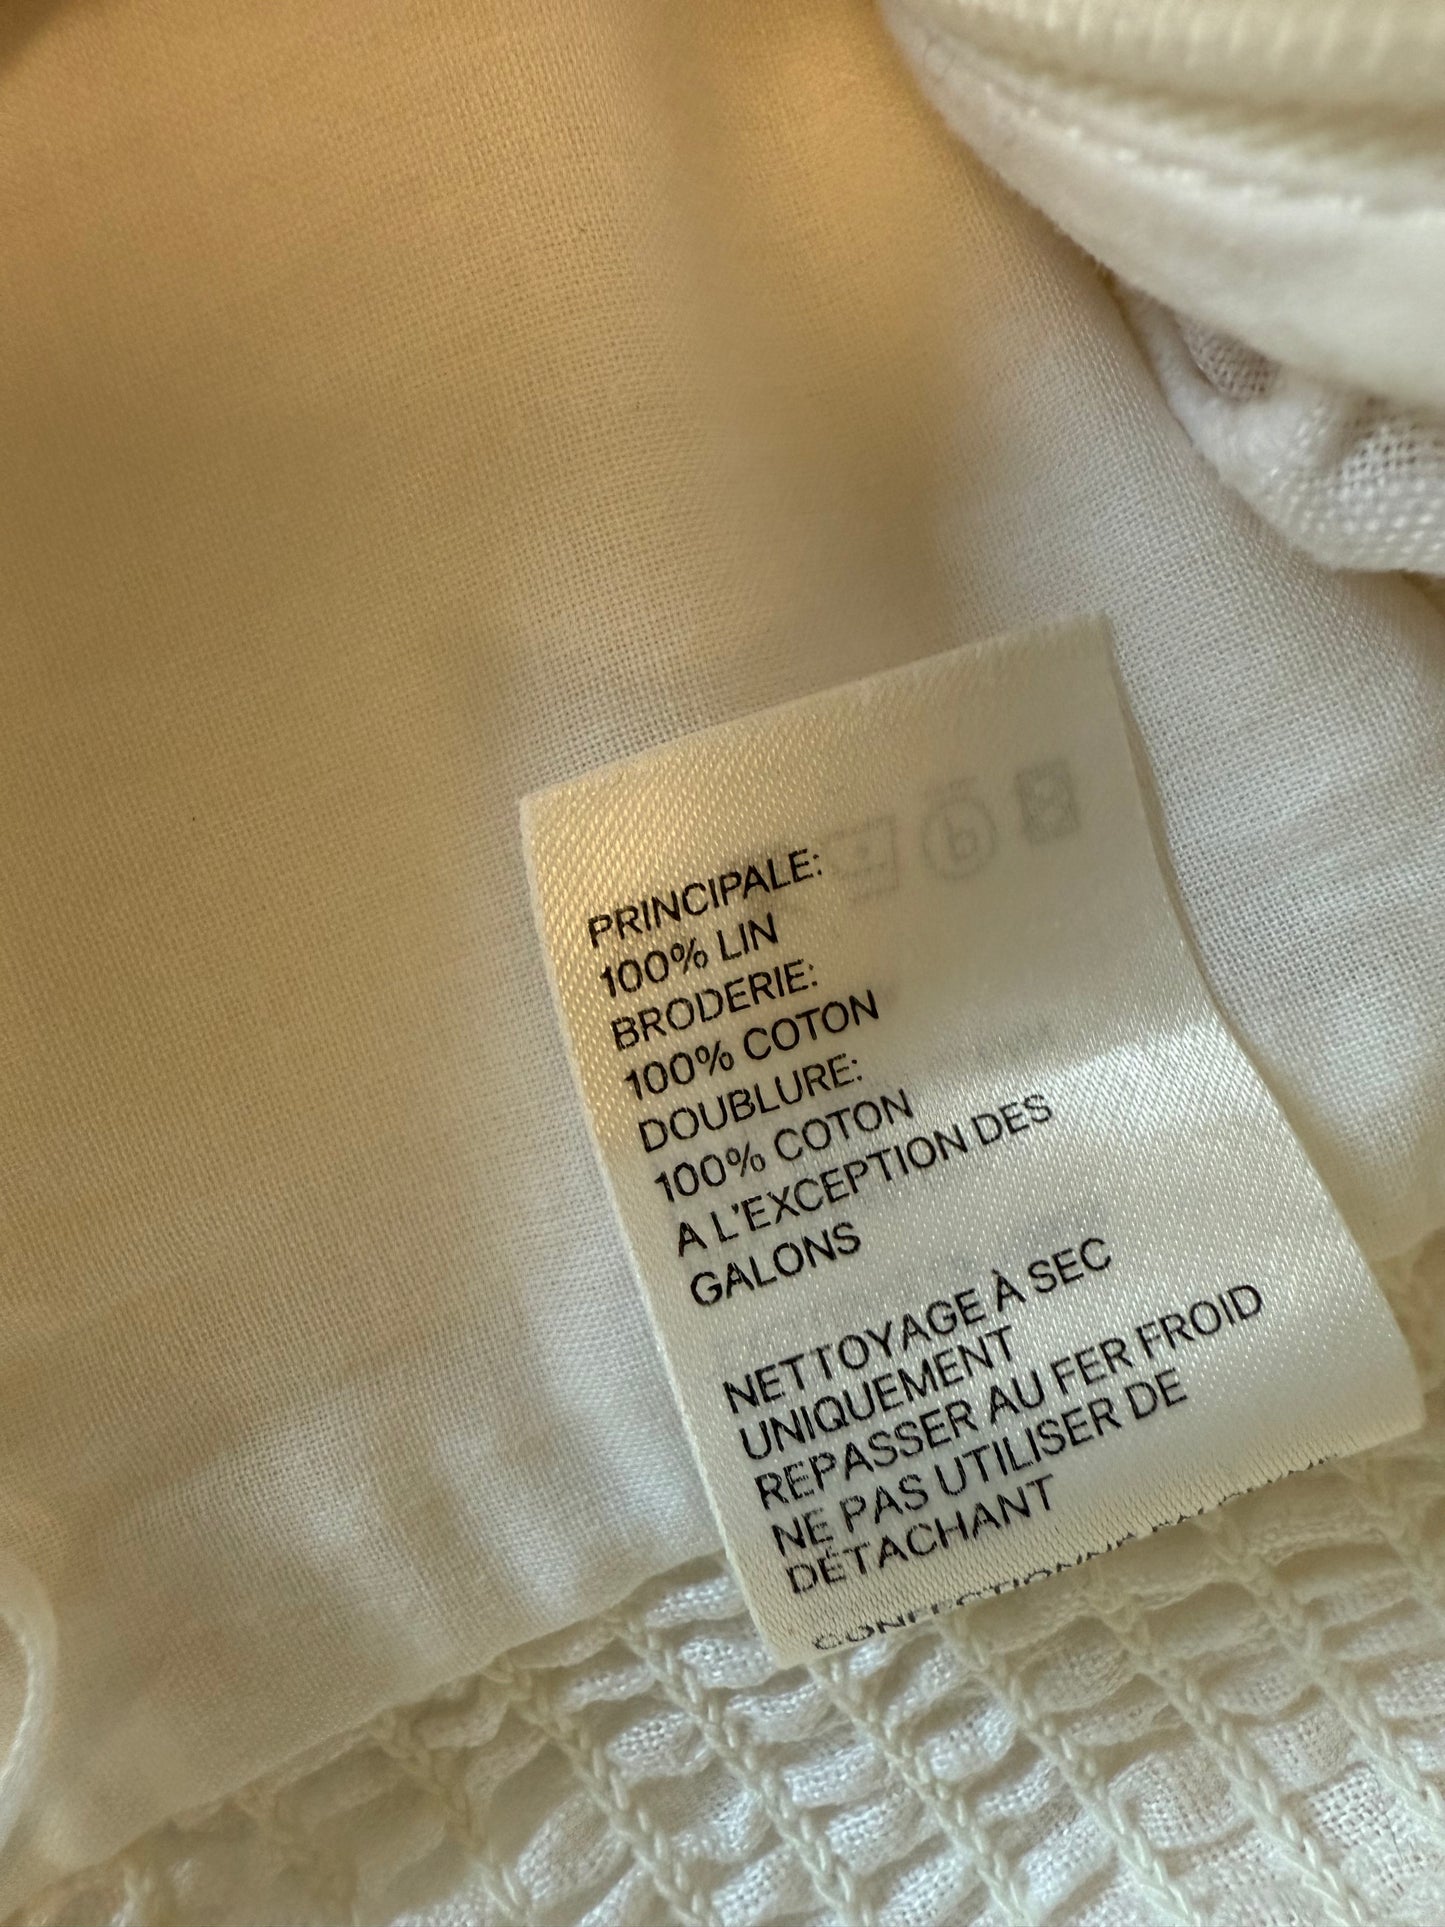 PRINCIPALE:
100% LIN
BRODERIE:
100% COTON
DOUBLURE:
100% COTON
A L'EXCEPTION DES
GALONS
NETTOYAGE À SEC
UNIQUEMENT
REPASSER AU FER FROID
NE PAS UTILISER DE
DÉTACHANT